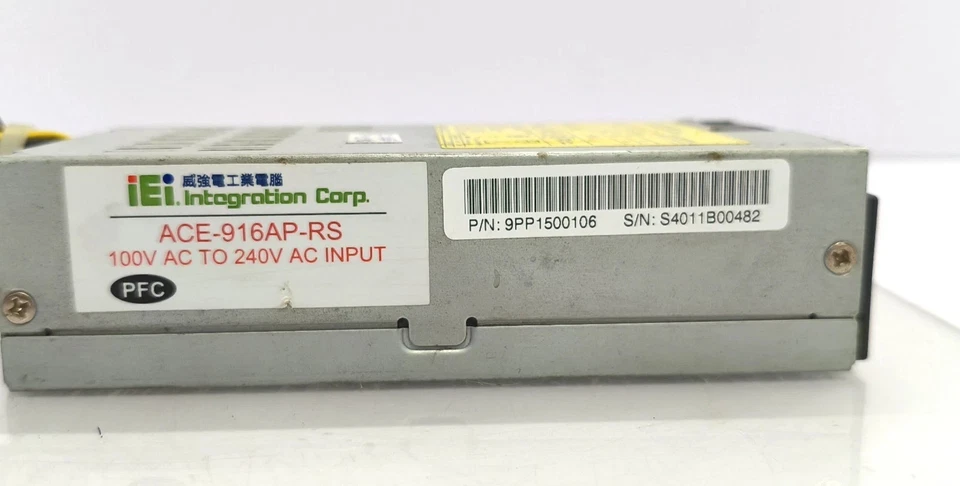 iEi 威強電工業電腦
Integration Corp.
ACE-916AP-RS
100V AC TO 240V AC INPUT
PFC
P/N: 9PP1500106 S/N: S4011B00482